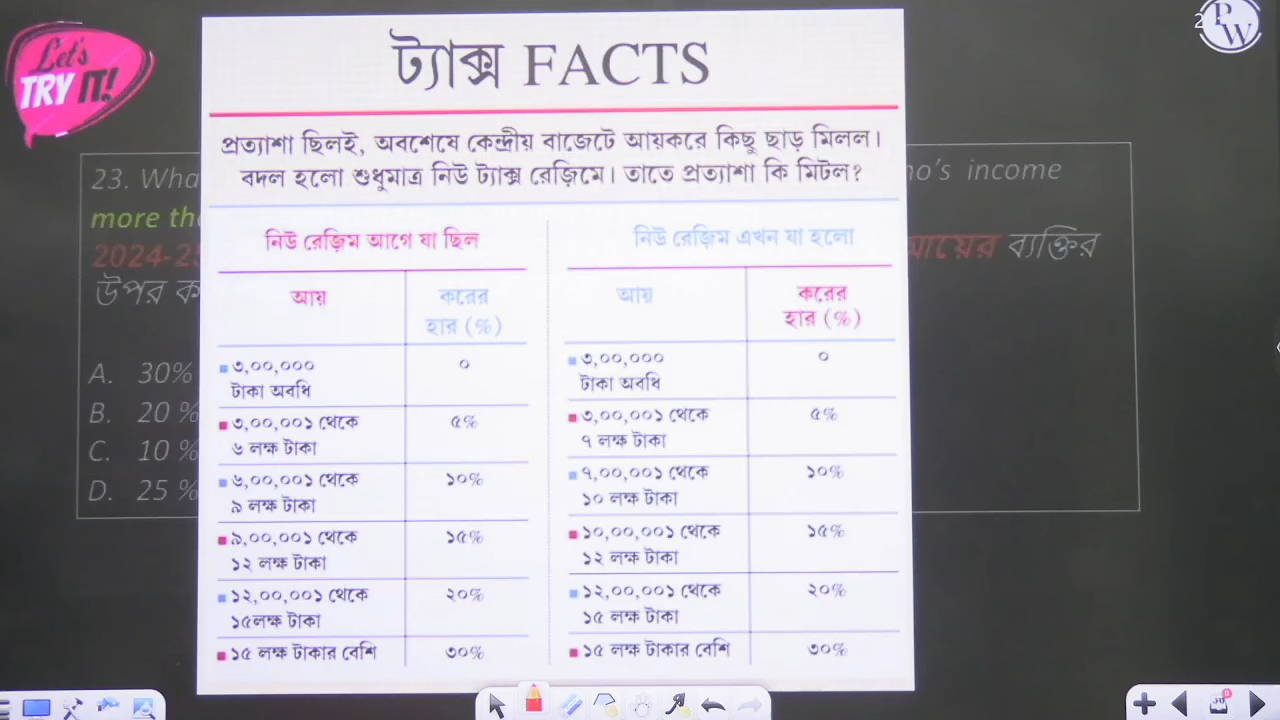 Let's
TRY IT!
2
PW
ট্যাক্স FACTS
প্রত্যাশা ছিলই, অবশেষে কেন্দ্রীয় বাজেটে আয়করে কিছু ছাড় মিলল।
বদল হলো শুধুমাত্র নিউ ট্যাক্স রেজিমে। তাতে প্রত্যাশা কি মিটল?
নিউ রেজিম আগে যা ছিল
আয় করের হার (%)
৩,০০,০০০ টাকা অবধি ০
৩,০০,০০১ থেকে ৬ লক্ষ টাকা ৫%
৬,০০,০০১ থেকে ৯ লক্ষ টাকা ১০%
৯,০০,০০১ থেকে ১২ লক্ষ টাকা ১৫%
১২,০০,০০১ থেকে ১৫লক্ষ টাকা ২০%
১৫ লক্ষ টাকার বেশি ৩০%
নিউ রেজিম এখন যা হলো
আয় করের হার (%)
৩,০০,০০০ টাকা অবধি ০
৩,০০,০০১ থেকে ৭ লক্ষ টাকা ৫%
৭,০০,০০১ থেকে ১০ লক্ষ টাকা ১০%
১০,০০,০০১ থেকে ১২ লক্ষ টাকা ১৫%
১২,০০,০০১ থেকে ১৫ লক্ষ টাকা ২০%
১৫ লক্ষ টাকার বেশি ৩০%
23. income
more
2024-2 ব্যক্তির
উপর
A. 30%
B. 20 %
C. 10 %
D. 25 %